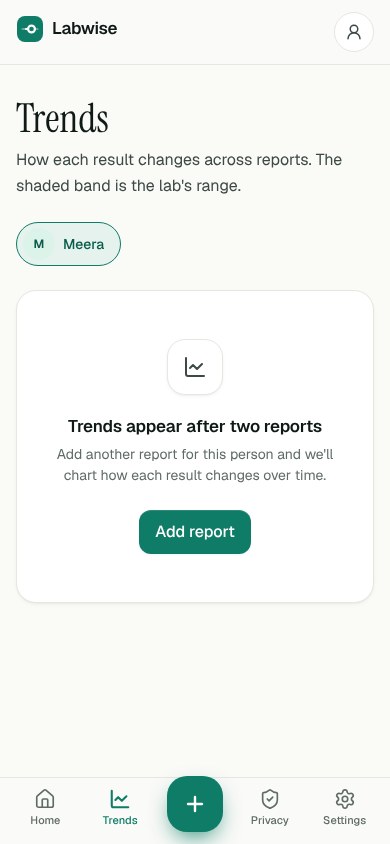 Labwise
Trends
How each result changes across reports. The
shaded band is the lab's range.
M Meera
Trends appear after two reports
Add another report for this person and we'll
chart how each result changes over time.
Add report
Home Trends Privacy Settings